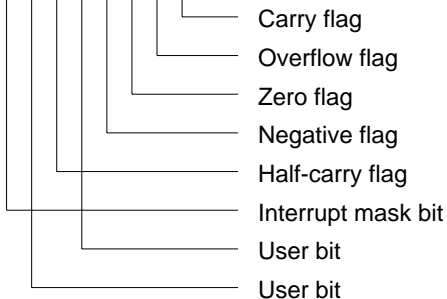 Carry flag
Overflow flag
Zero flag
Negative flag
Half-carry flag
Interrupt mask bit
User bit
User bit